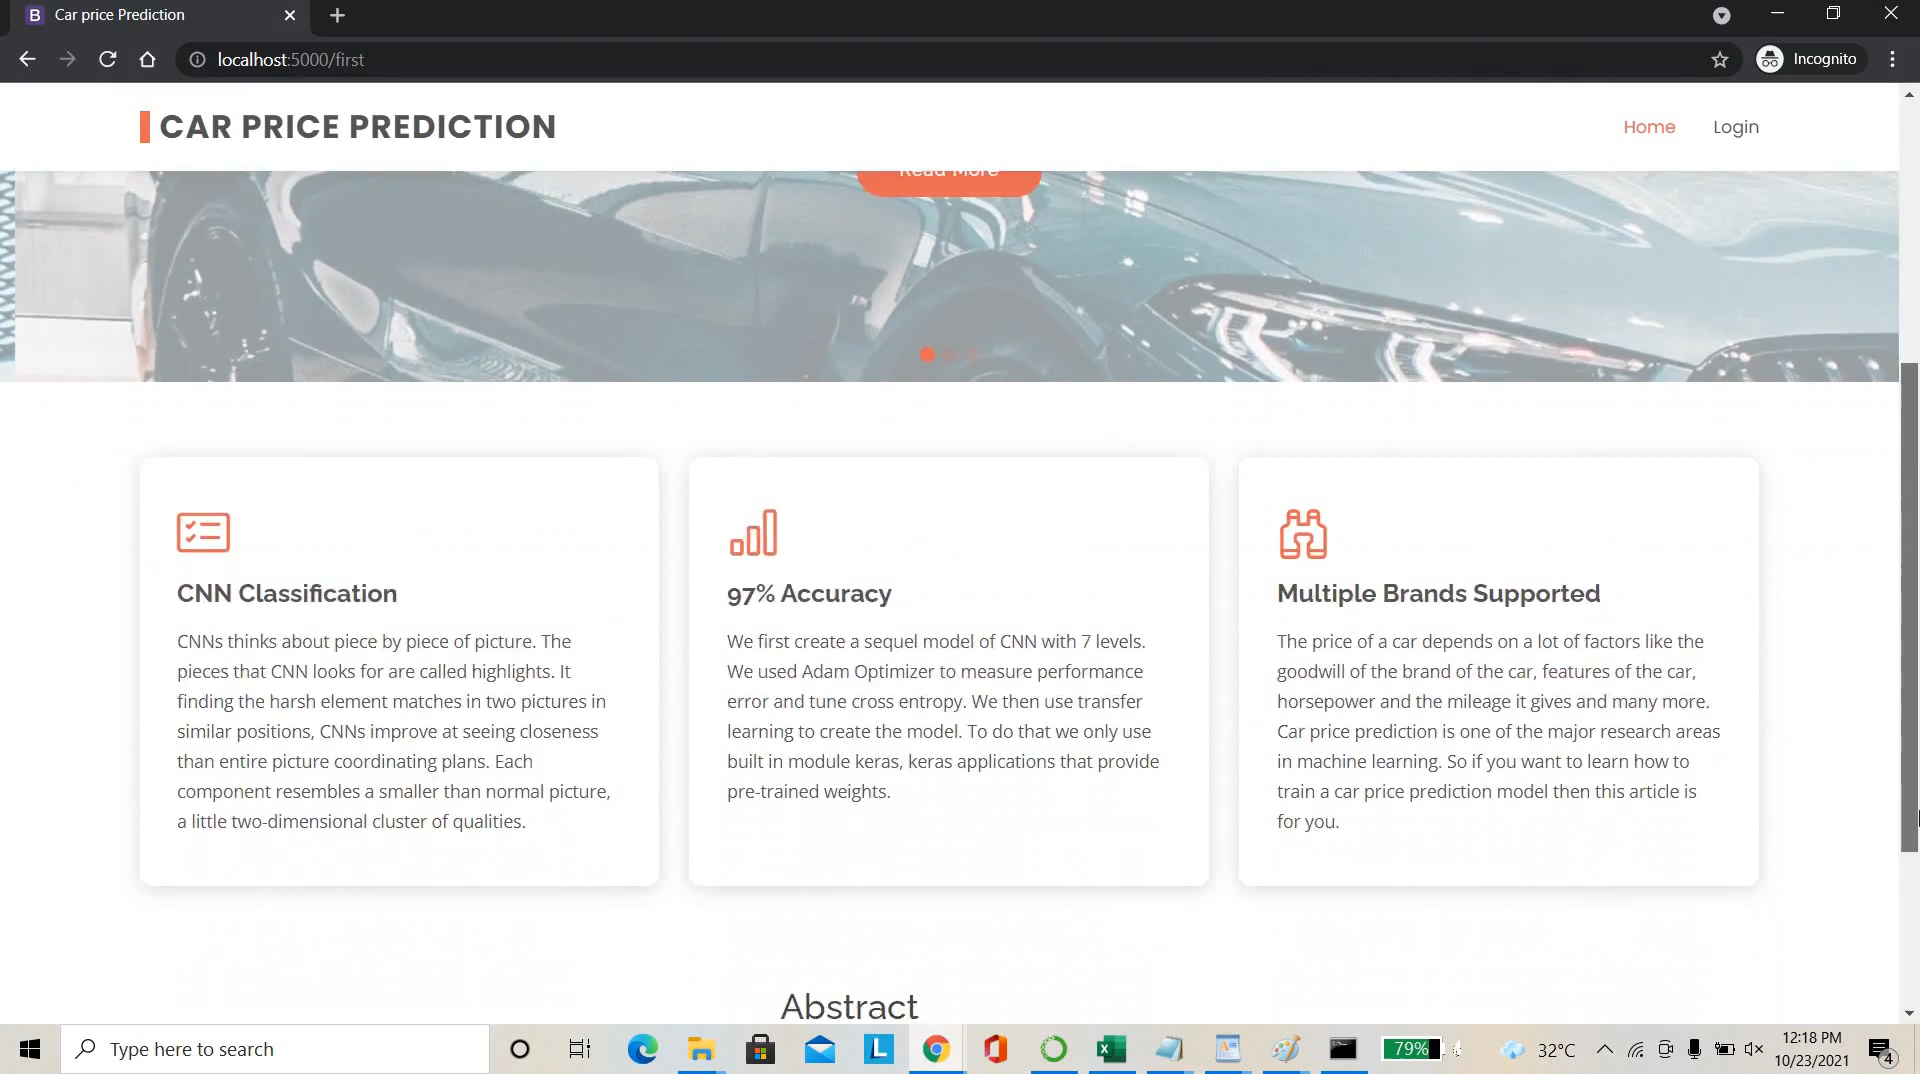 Car price Prediction
localhost:5000/first
Incognito
CAR PRICE PREDICTION
Home
Login
Read More
CNN Classification
CNNs thinks about piece by piece of picture. The
pieces that CNN looks for are called highlights. It
finding the harsh element matches in two pictures in
similar positions, CNNs improve at seeing closeness
than entire picture coordinating plans. Each
component resembles a smaller than normal picture,
a little two-dimensional cluster of qualities.
97% Accuracy
We first create a sequel model of CNN with 7 levels.
We used Adam Optimizer to measure performance
error and tune cross entropy. We then use transfer
learning to create the model. To do that we only use
built in module keras, keras applications that provide
pre-trained weights.
Multiple Brands Supported
The price of a car depends on a lot of factors like the
goodwill of the brand of the car, features of the car,
horsepower and the mileage it gives and many more.
Car price prediction is one of the major research areas
in machine learning. So if you want to learn how to
train a car price prediction model then this article is
for you.
Abstract
Type here to search
79%
32°C
12:18 PM
10/23/2021
4